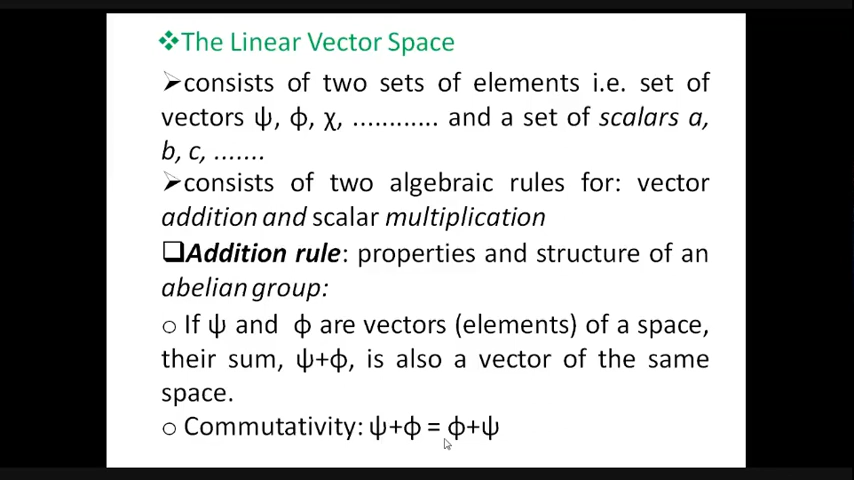 ❖The Linear Vector Space
➢consists of two sets of elements i.e. set of
vectors ψ, ϕ, χ, ............ and a set of scalars a,
b, c, .......
➢consists of two algebraic rules for: vector
addition and scalar multiplication
❑Addition rule: properties and structure of an
abelian group:
o If ψ and ϕ are vectors (elements) of a space,
their sum, ψ+ϕ, is also a vector of the same
space.
o Commutativity: ψ+ϕ = ϕ+ψ